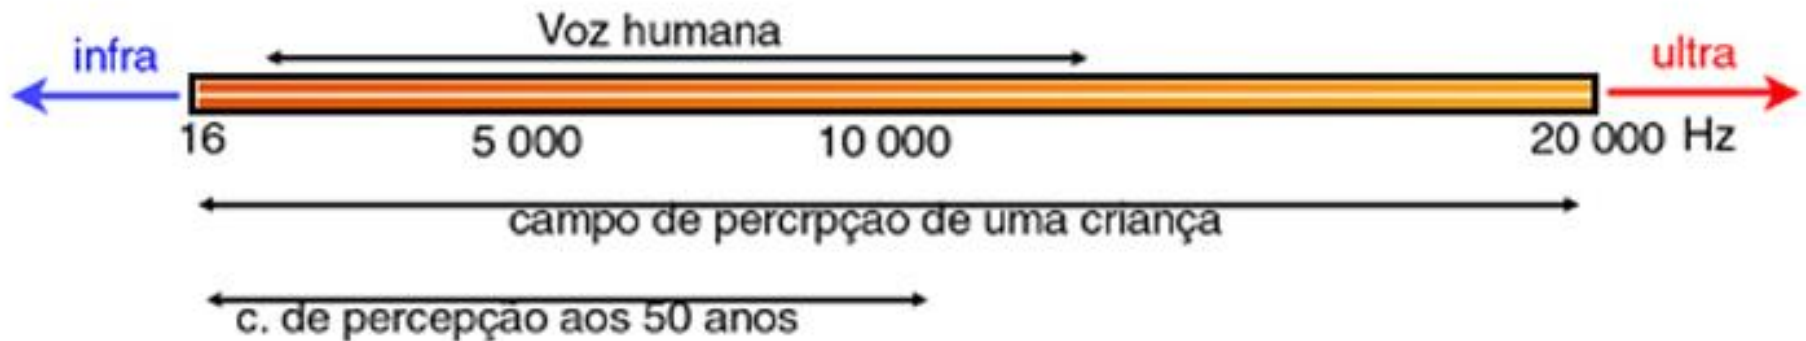 Voz humana
infra
ultra
16 5 000 10 000 20 000 Hz
campo de percrpçao de uma criança
c. de percepção aos 50 anos